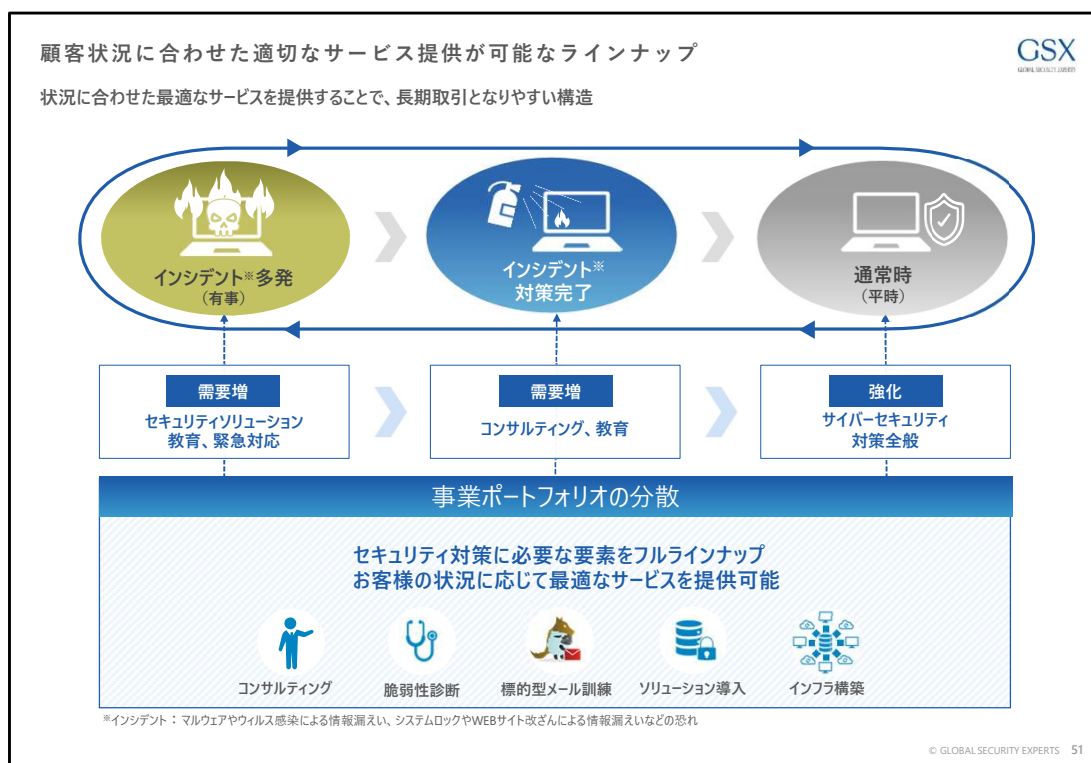 顧客状況に合わせた適切なサービス提供が可能なラインナップ
GSX
GLOBAL SECURITY EXPERTS
状況に合わせた最適なサービスを提供することで、長期取引となりやすい構造
インシデント※多発
（有事）
インシデント※
対策完了
通常時
（平時）
需要増
セキュリティソリューション
教育、緊急対応
需要増
コンサルティング、教育
強化
サイバーセキュリティ
対策全般
事業ポートフォリオの分散
セキュリティ対策に必要な要素をフルラインナップ
お客様の状況に応じて最適なサービスを提供可能
コンサルティング
脆弱性診断
標的型メール訓練
ソリューション導入
インフラ構築
※インシデント：マルウェアやウィルス感染による情報漏えい、システムロックやWEBサイト改ざんによる情報漏えいなどの恐れ
© GLOBAL SECURITY EXPERTS 51